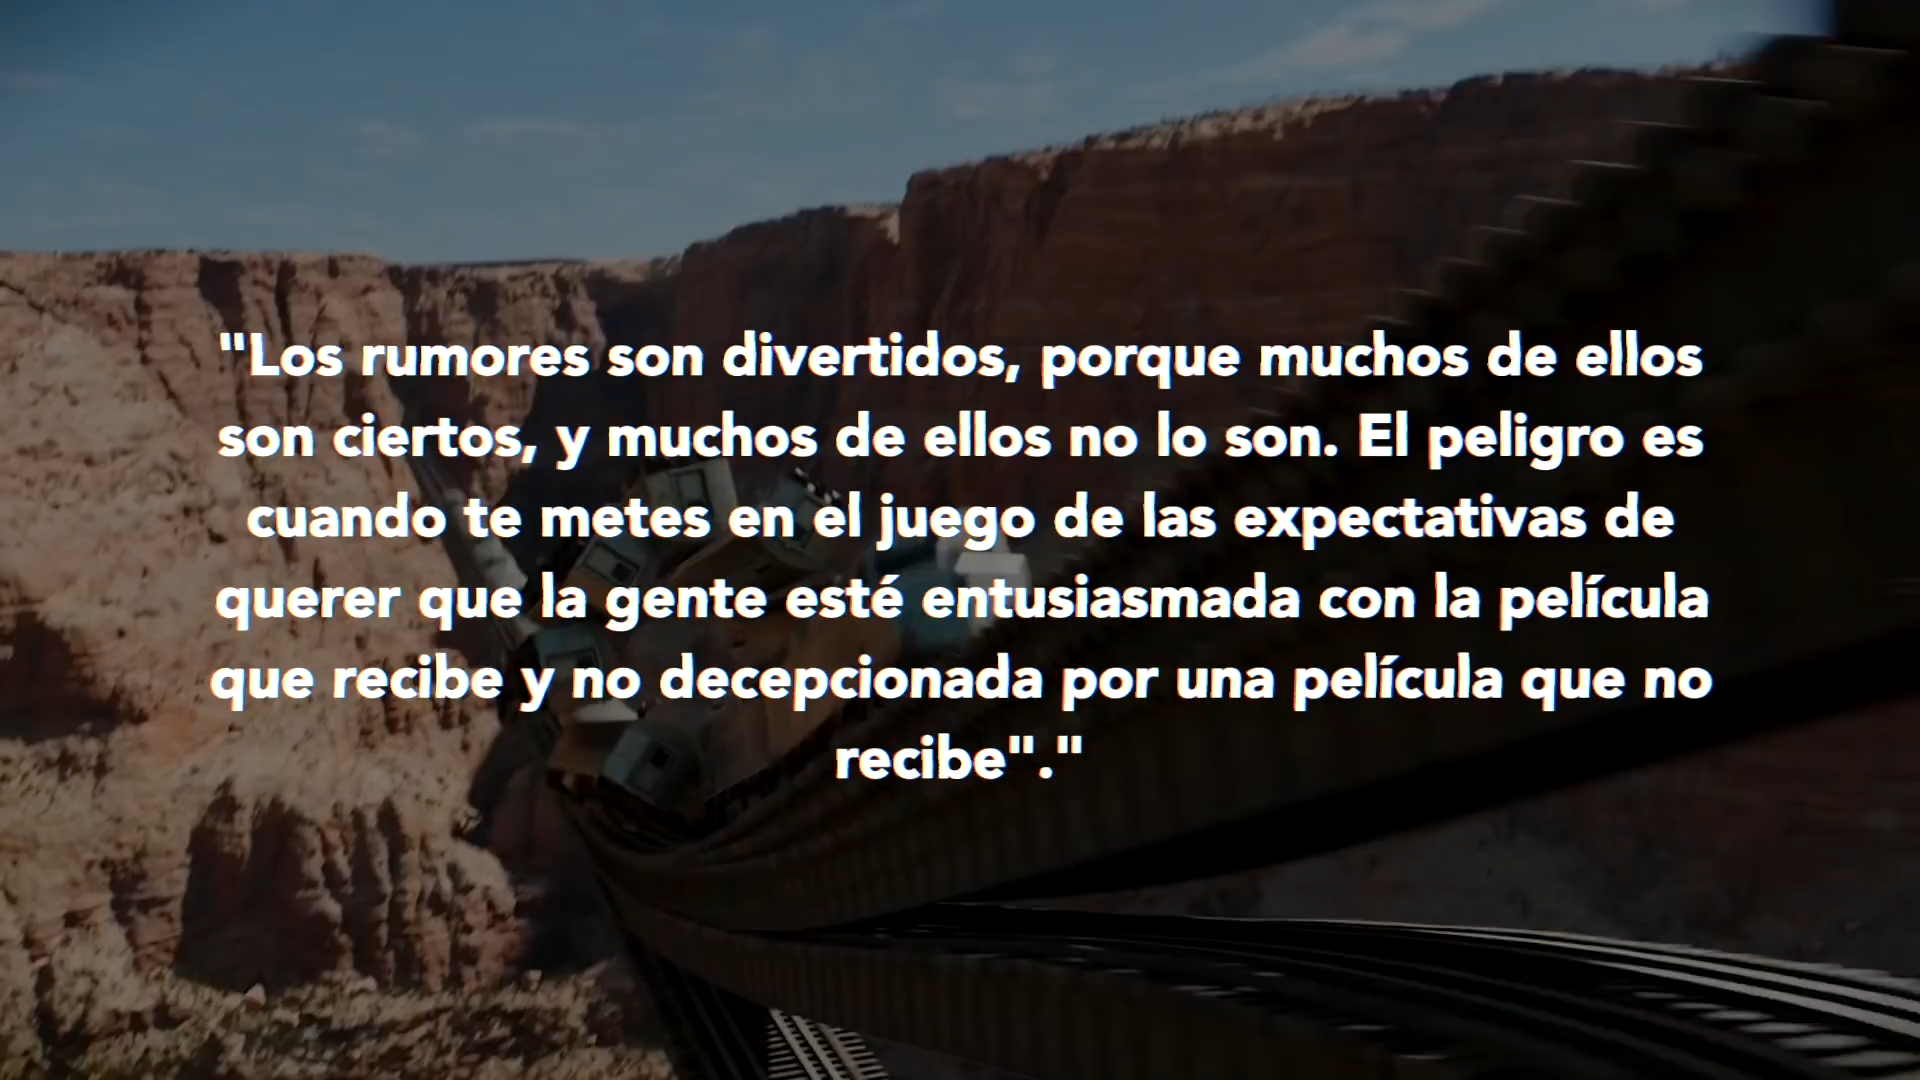 "Los rumores son divertidos, porque muchos de ellos
son ciertos, y muchos de ellos no lo son. El peligro es
cuando te metes en el juego de las expectativas de
querer que la gente esté entusiasmada con la película
que recibe y no decepcionada por una película que no
recibe"."